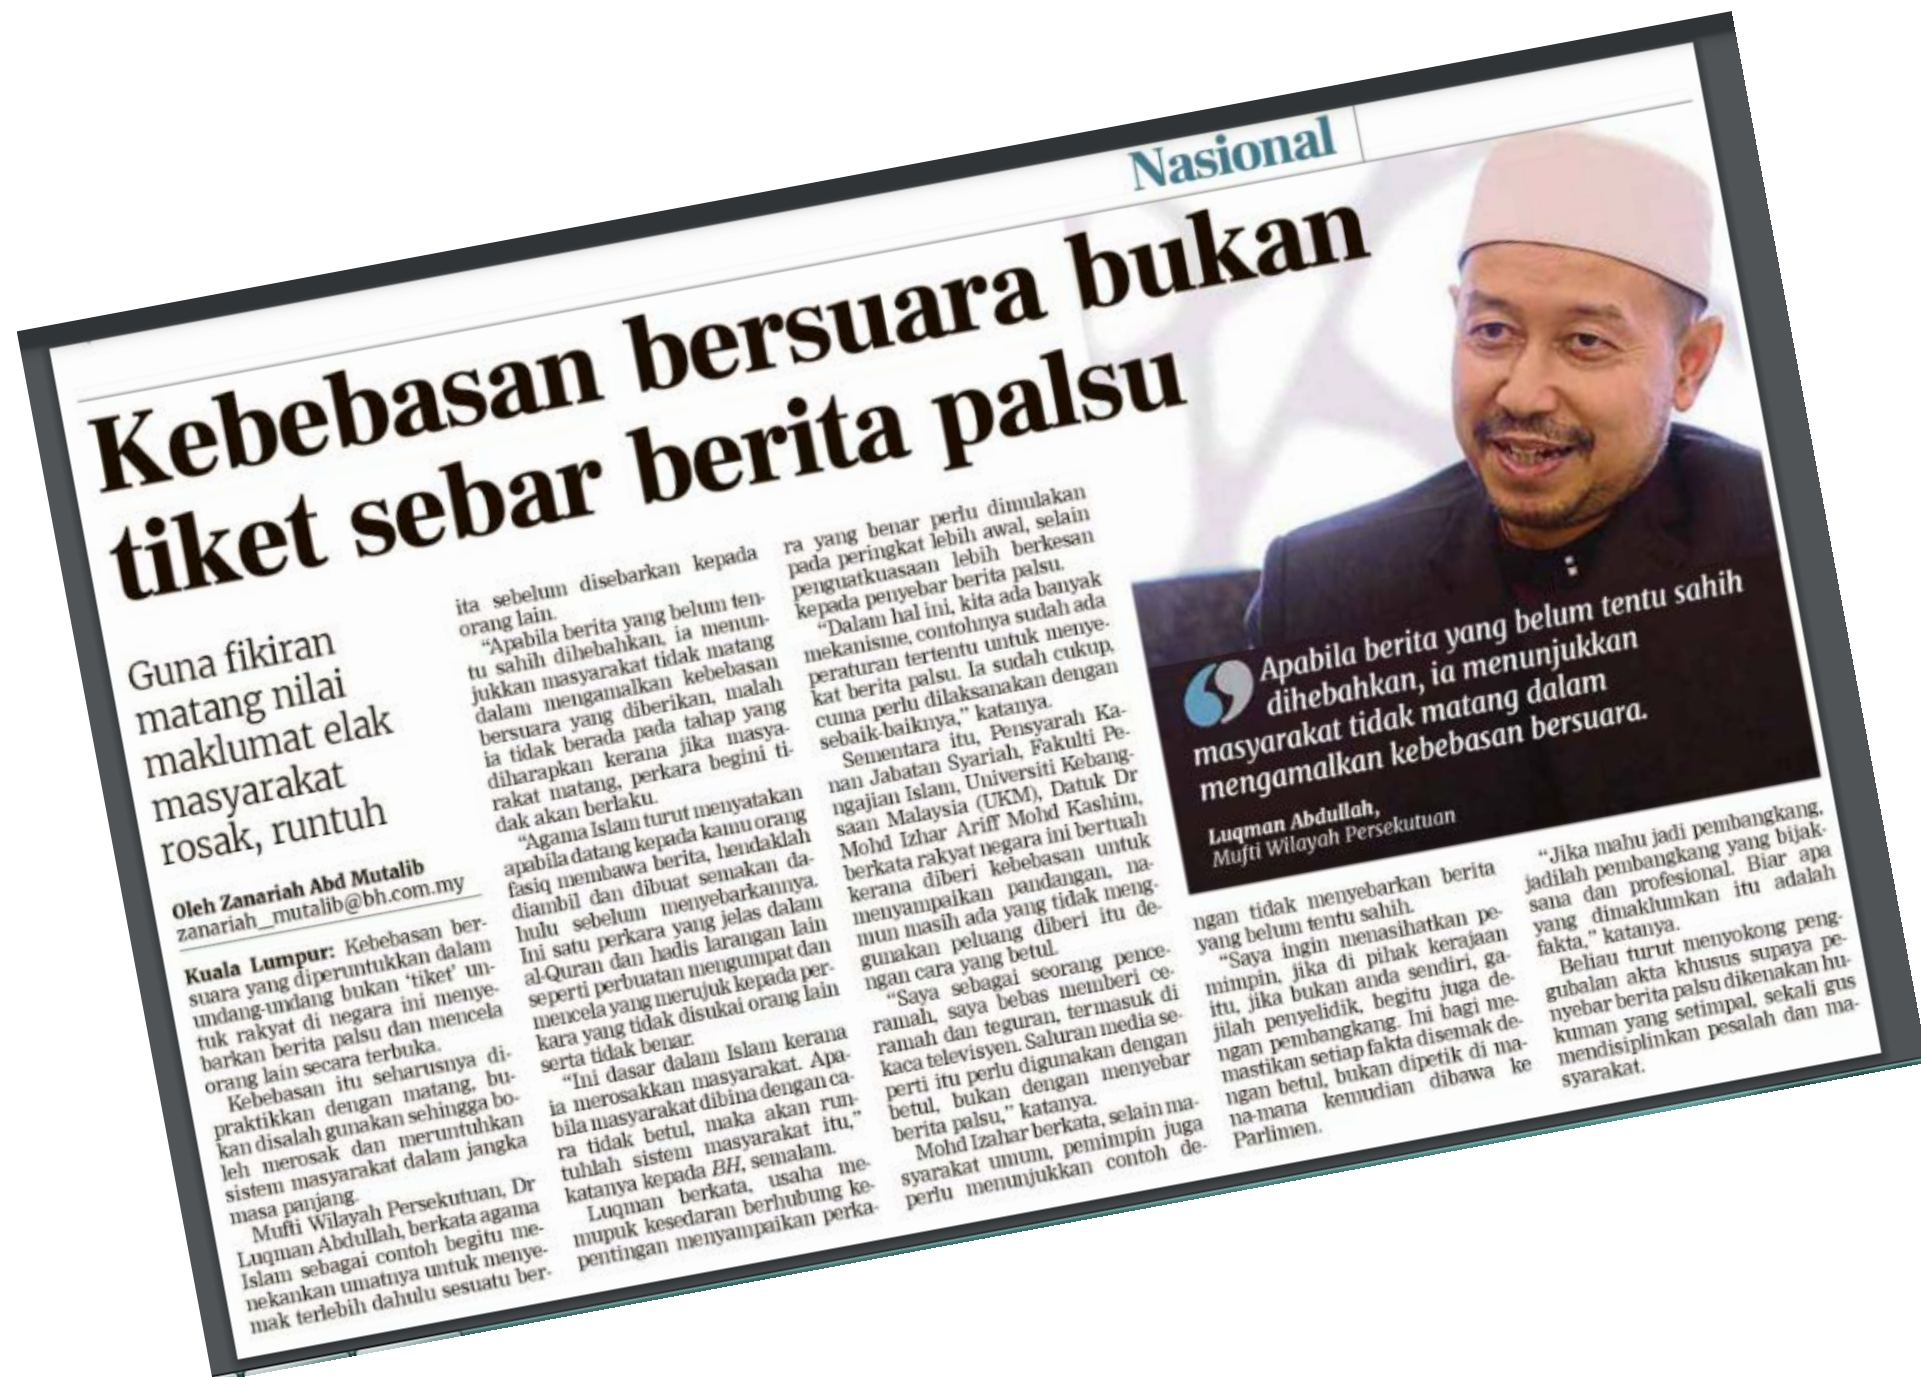 Nasional
Kebebasan bersuara bukan
tiket sebar berita palsu
Guna fikiran
matang nilai
maklumat elak
masyarakat
rosak, runtuh
Oleh Zanariah Abd Mutalib
zanariah_mutalib@bh.com.my
Kuala Lumpur: Kebebasan ber-
suara yang diperuntukkan dalam
undang-undang bukan 'tiket' un-
tuk rakyat di negara ini menye-
barkan berita palsu dan mencela
orang lain secara terbuka.
Kebebasan itu seharusnya di-
praktikkan dengan matang, bu-
kan disalah gunakan sehingga bo-
leh merosak dan meruntuhkan
sistem masyarakat dalam jangka
masa panjang.
Mufti Wilayah Persekutuan, Dr
Luqman Abdullah, berkata agama
Islam sebagai contoh begitu me-
nekankan umatnya untuk menye-
mak terlebih dahulu sesuatu ber-
ita sebelum disebarkan kepada
orang lain.
"Apabila berita yang belum ten-
tu sahih dihebahkan, ia menun-
jukkan masyarakat tidak matang
dalam mengamalkan kebebasan
bersuara yang diberikan, malah
ia tidak berada pada tahap yang
diharapkan kerana jika masya-
rakat matang, perkara begini ti-
dak akan berlaku.
"Agama Islam turut menyatakan
apabila datang kepada kamu orang
fasiq membawa berita, hendaklah
diambil dan dibuat semakan da-
hulu sebelum menyebarkannya.
Ini satu perkara yang jelas dalam
al-Quran dan hadis larangan lain
seperti perbuatan mengumpat dan
mencela yang merujuk kepada per-
kara yang tidak disukai orang lain
serta tidak benar.
"Ini dasar dalam Islam kerana
ia merosakkan masyarakat. Apa-
bila masyarakat dibina dengan ca-
ra tidak betul, maka akan run-
tuhlah sistem masyarakat itu,"
katanya kepada BH, semalam.
Luqman berkata, usaha me-
mupuk kesedaran berhubung ke-
pentingan menyampaikan perka-
ra yang benar perlu dimulakan
pada peringkat lebih awal, selain
penguatkuasaan lebih berkesan
kepada penyebar berita palsu.
"Dalam hal ini, kita ada banyak
mekanisme, contohnya sudah ada
peraturan tertentu untuk menye-
kat berita palsu. Ia sudah cukup,
cuma perlu dilaksanakan dengan
sebaik-baiknya," katanya.
Sementara itu, Pensyarah Ka-
nan Jabatan Syariah, Fakulti Pe-
ngajian Islam, Universiti Kebang-
saan Malaysia (UKM), Datuk Dr
Mohd Izhar Ariff Mohd Kashim,
berkata rakyat negara ini bertuah
kerana diberi kebebasan untuk
menyampaikan pandangan, na-
mun masih ada yang tidak meng-
gunakan peluang diberi itu de-
ngan cara yang betul.
"Saya sebagai seorang pence-
ramah, saya bebas memberi ce-
ramah dan teguran, termasuk di
kaca televisyen. Saluran media se-
perti itu perlu digunakan dengan
betul, bukan dengan menyebar
berita palsu," katanya.
Mohd Izahar berkata, selain ma-
syarakat umum, pemimpin juga
perlu menunjukkan contoh de-
Apabila berita yang belum tentu sahih
dihebahkan, ia menunjukkan
masyarakat tidak matang dalam
mengamalkan kebebasan bersuara.
Luqman Abdullah,
Mufti Wilayah Persekutuan
ngan tidak menyebarkan berita
yang belum tentu sahih.
"Saya ingin menasihatkan pe-
mimpin, jika di pihak kerajaan
itu, jika bukan anda sendiri, ga-
jilah penyelidik, begitu juga de-
ngan pembangkang. Ini bagi me-
mastikan setiap fakta disemak de-
ngan betul, bukan dipetik di ma-
na-mana kemudian dibawa ke
Parlimen.
"Jika mahu jadi pembangkang,
jadilah pembangkang yang bijak-
sana dan profesional. Biar apa
yang dimaklumkan itu adalah
fakta," katanya.
Beliau turut menyokong peng-
gubalan akta khusus supaya pe-
nyebar berita palsu dikenakan hu-
kuman yang setimpal, sekali gus
mendisiplinkan pesalah dan ma-
syarakat.